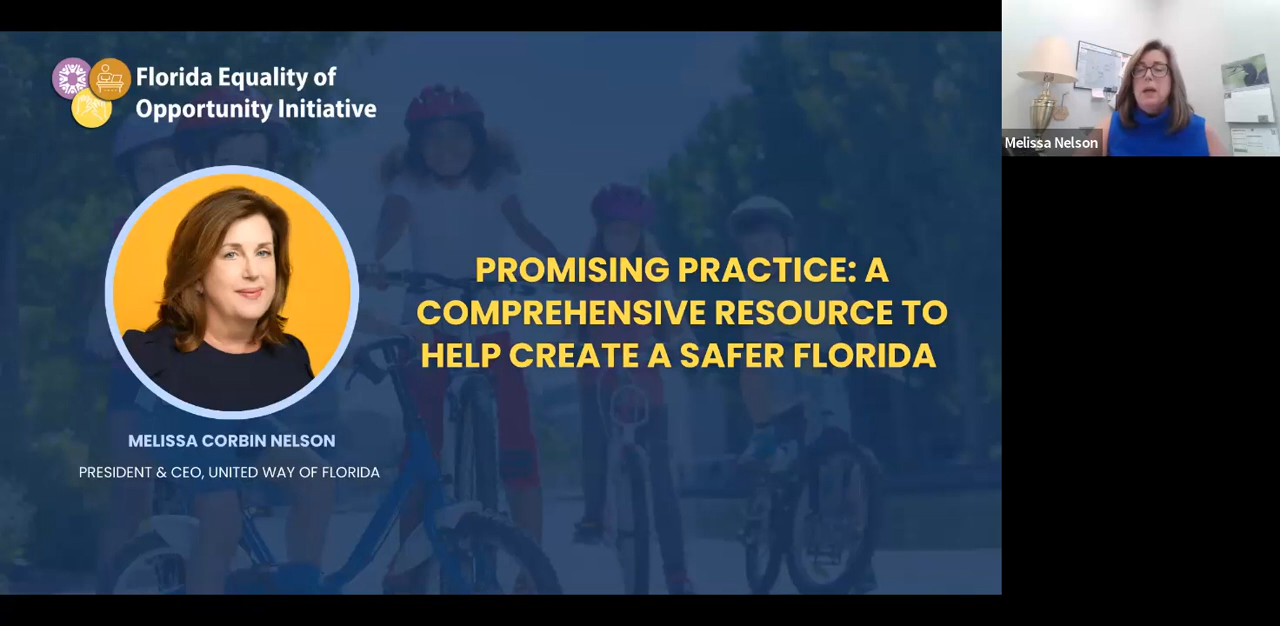 Florida Equality of
Opportunity Initiative
PROMISING PRACTICE: A
COMPREHENSIVE RESOURCE TO
HELP CREATE A SAFER FLORIDA
MELISSA CORBIN NELSON
PRESIDENT & CEO, UNITED WAY OF FLORIDA
Melissa Nelson